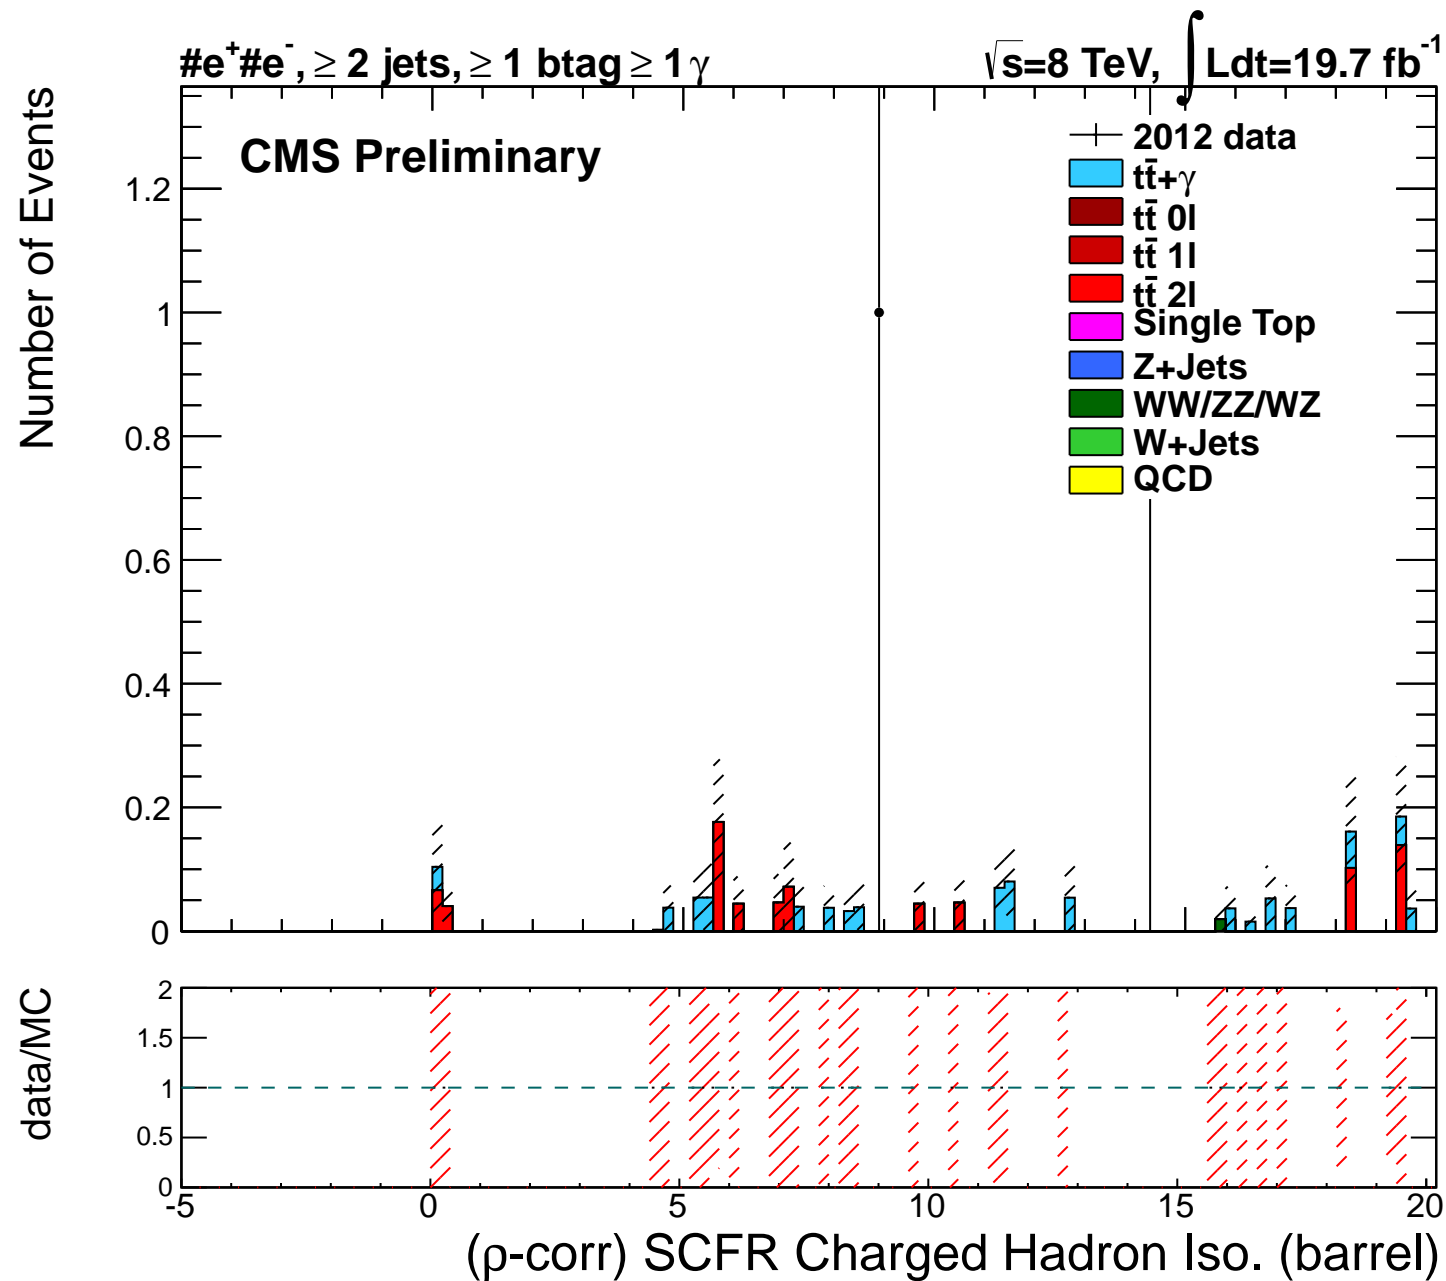 #e⁺#e⁻, ≥ 2 jets, ≥ 1 btag ≥ 1γ
√s=8 TeV, ∫Ldt=19.7 fb⁻¹
CMS Preliminary
2012 data
tt̄+γ
tt̄ 0l
tt̄ 1l
tt̄ 2l
Single Top
Z+Jets
WW/ZZ/WZ
W+Jets
QCD
Number of Events
1.2
1
0.8
0.6
0.4
0.2
0
data/MC
2
1.5
1
0.5
0
-5 0 5 10 15 20
(ρ-corr) SCFR Charged Hadron Iso. (barrel)